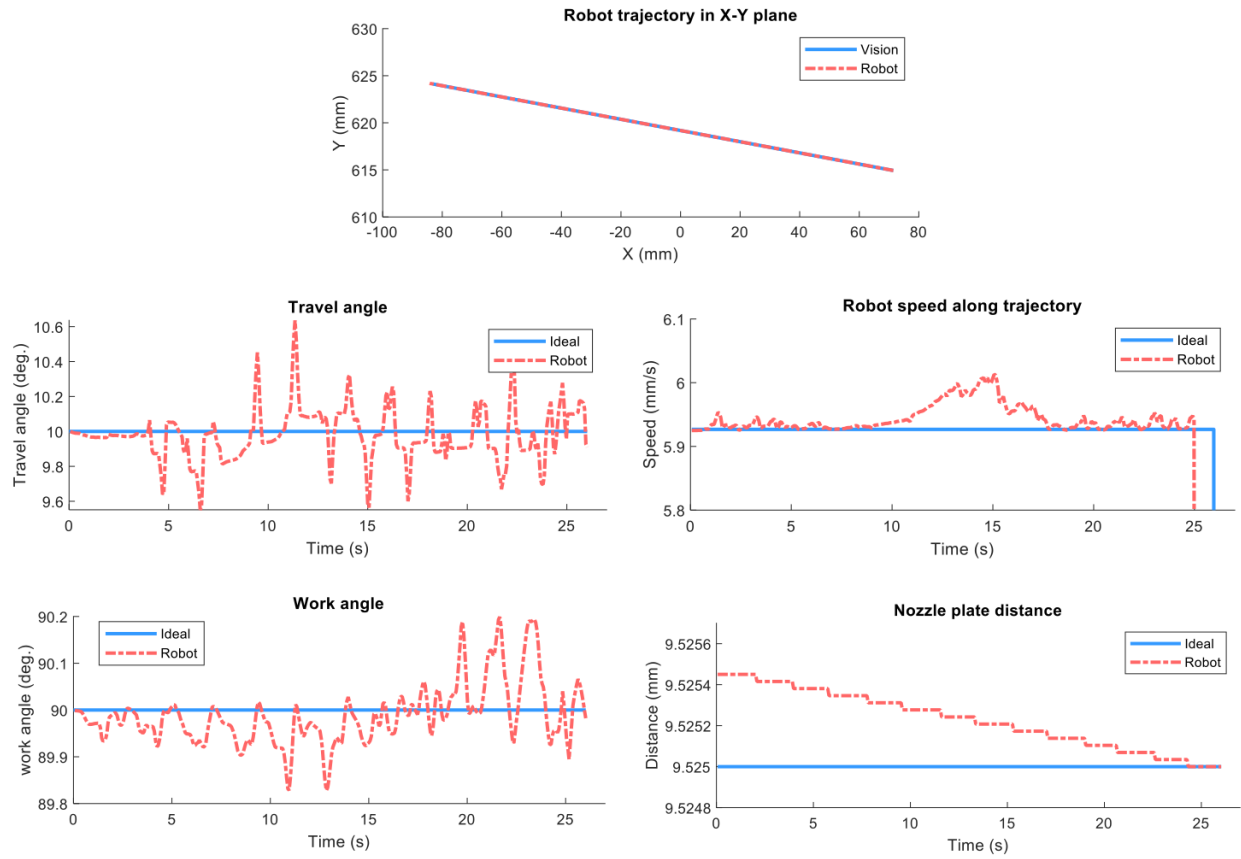 Robot trajectory in X-Y plane
630
625
620
615
610
Y (mm)
-100 -80 -60 -40 -20 0 20 40 60 80
X (mm)
Vision
Robot
Travel angle
10.6
10.4
10.2
10
9.8
9.6
Travel angle (deg.)
0 5 10 15 20 25
Time (s)
Ideal
Robot
Robot speed along trajectory
6.1
6
5.9
5.8
Speed (mm/s)
0 5 10 15 20 25
Time (s)
Ideal
Robot
Work angle
90.2
90.1
90
89.9
89.8
work angle (deg.)
0 5 10 15 20 25
Time (s)
Ideal
Robot
Nozzle plate distance
9.5256
9.5254
9.5252
9.525
9.5248
Distance (mm)
0 5 10 15 20 25
Time (s)
Ideal
Robot